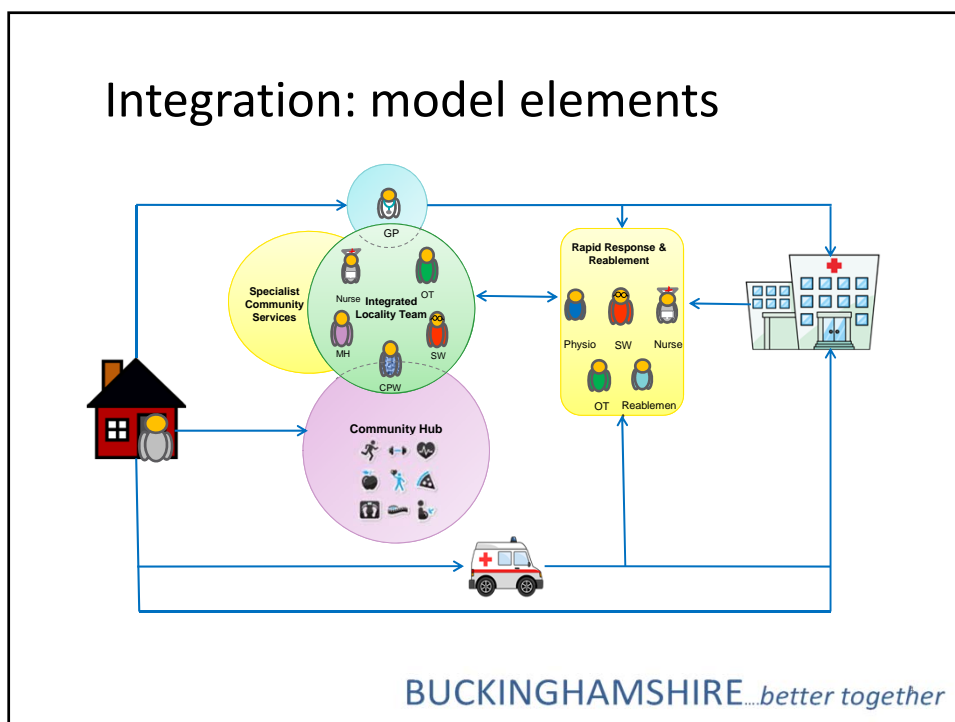 Integration: model elements
GP
Specialist
Community
Services
Nurse
OT
Integrated
Locality Team
MH
SW
CPW
Community Hub
Rapid Response &
Reablement
Physio
SW
Nurse
OT
Reablemen
BUCKINGHAMSHIRE....better together